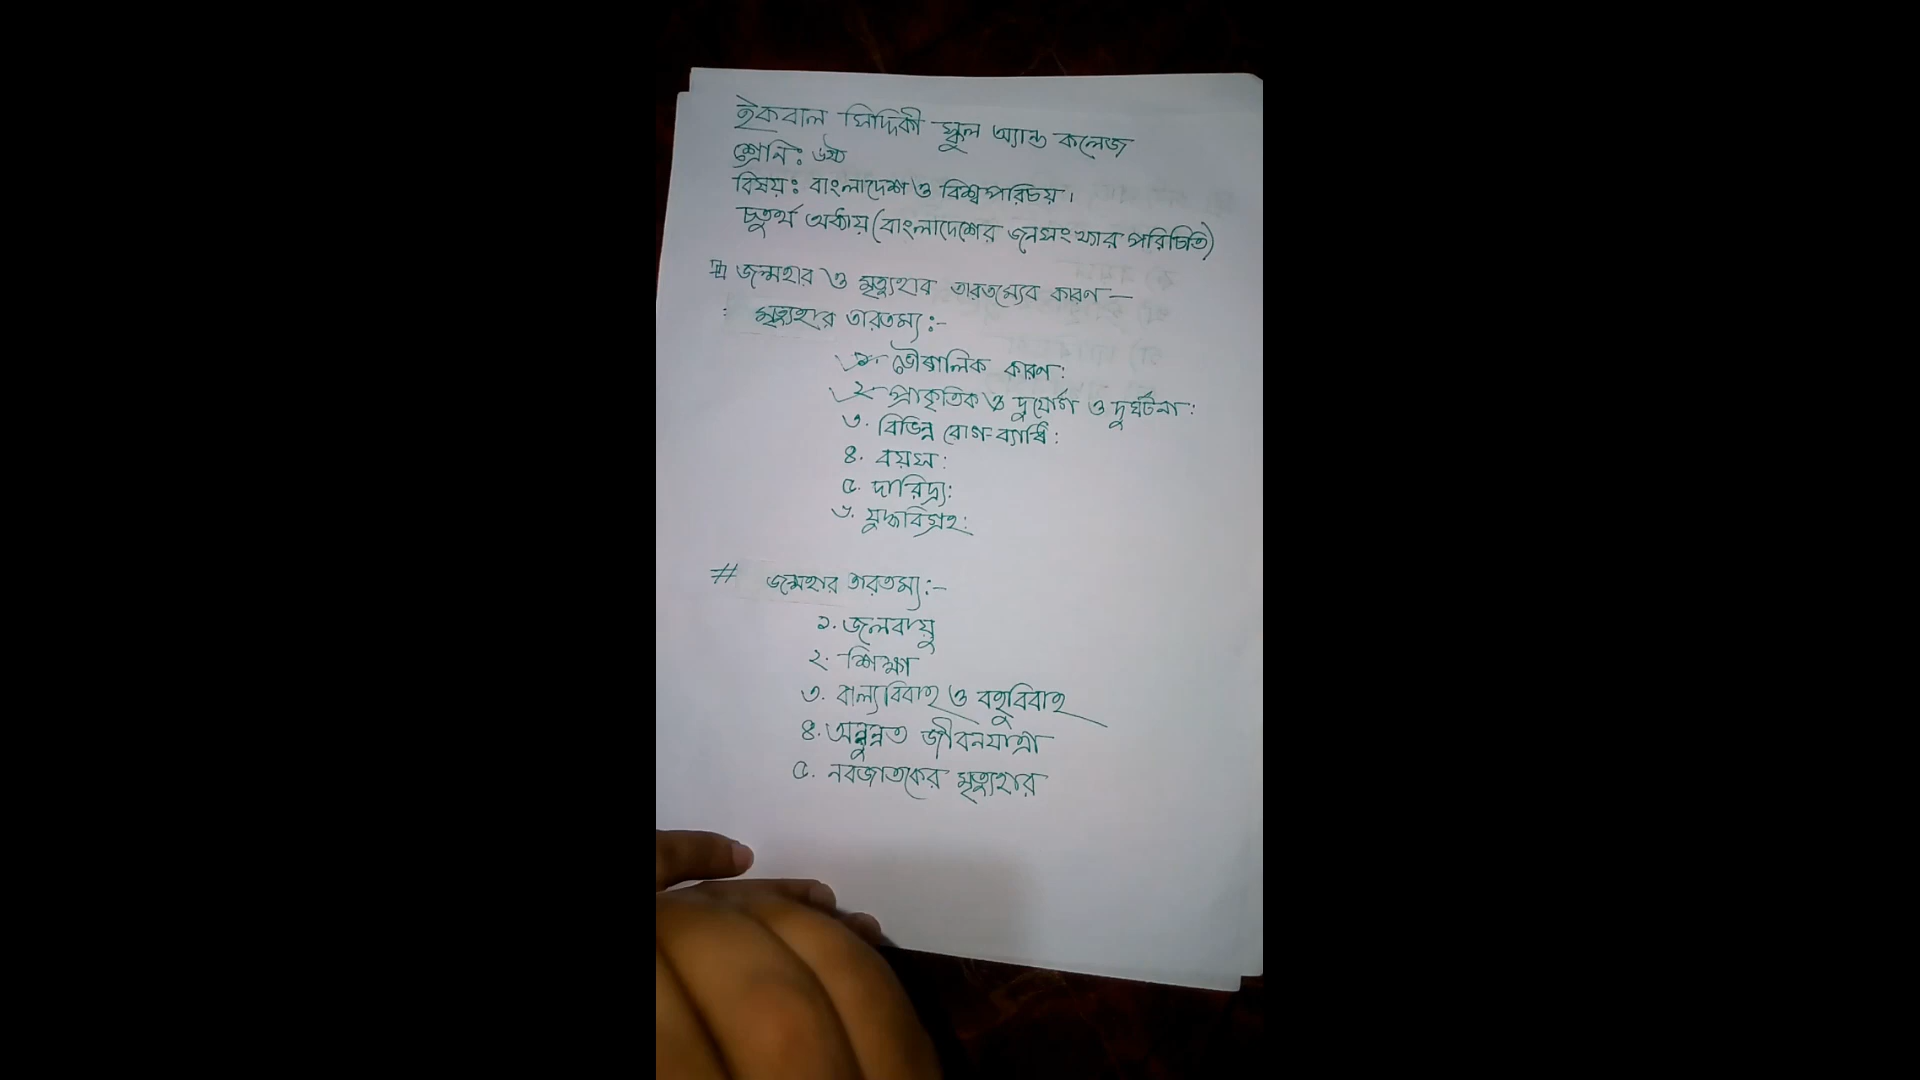 ইকবাল সিদ্দিকী স্কুল অ্যান্ড কলেজ
শ্রেনি: ৬ষ্ঠ
বিষয়: বাংলাদেশ ও বিশ্বপরিচয়।
চতুর্থ অধ্যায় (বাংলাদেশের জনসংখ্যার পরিচিতি)
# জন্মহার ও মৃত্যুহার তারতম্যের কারণ –
: মৃত্যুহার তারতম্য :–
১. ভৌগলিক কারণ:
২. প্রাকৃতিক দুর্যোগ ও দুর্ঘটনা:
৩. বিভিন্ন রোগ-ব্যাধি:
৪. বয়স:
৫. দারিদ্র্য:
৬. যুদ্ধবিগ্রহ:
# জন্মহার তারতম্য :–
১. জলবায়ু
২. শিক্ষা
৩. বাল্যবিবাহ ও বহুবিবাহ
৪. অনুন্নত জীবনযাত্রা
৫. নবজাতকের মৃত্যুহার